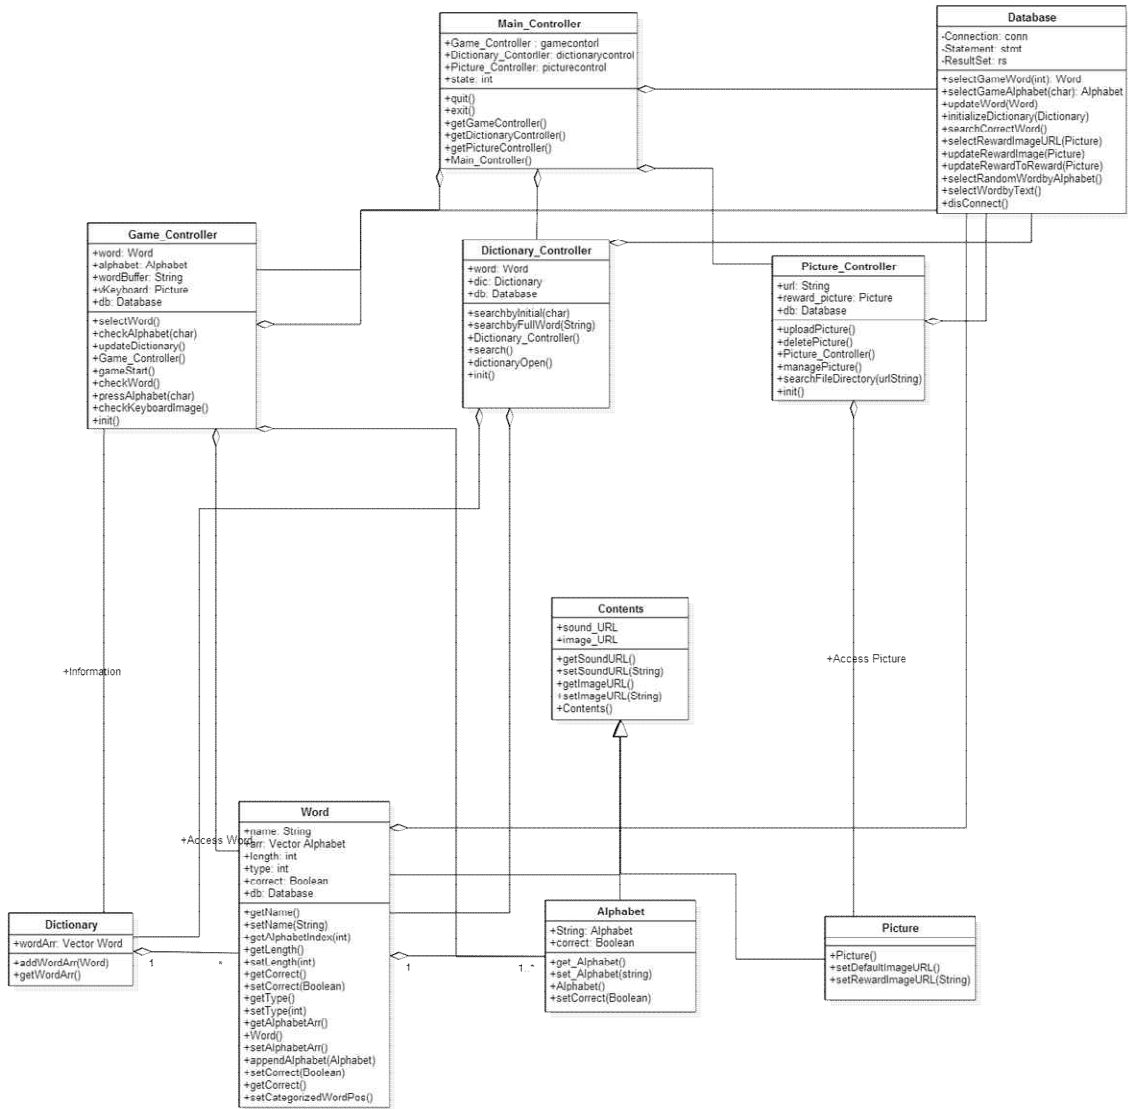 Main_Controller
+Game_Controller : gamecontorl
+Dictionary_Contorller: dictionarycontrol
+Picture_Controller: picturecontrol
+state: int
+quit()
+exit()
+getGameController()
+getDictionaryController()
+getPictureController()
+Main_Controller()
Database
-Connection: conn
-Statement: stmt
-ResultSet: rs
+selectGameWord(int): Word
+selectGameAlphabet(char): Alphabet
+updateWord(Word)
+initializeDictionary(Dictionary)
+searchCorrectWord()
+selectRewardImageURL(Picture)
+updateRewardImage(Picture)
+updateRewardToReward(Picture)
+selectRandomWordbyAlphabet()
+selectWordbyText()
+disConnect()
Game_Controller
+word: Word
+alphabet: Alphabet
+wordBuffer: String
+vKeyboard: Picture
+db: Database
+selectWord()
+checkAlphabet(char)
+updateDictionary()
+Game_Controller()
+gameStart()
+checkWord()
+pressAlphabet(char)
+checkKeyboardImage()
+init()
Dictionary_Controller
+word: Word
+dic: Dictionary
+db: Database
+searchbyInitial(char)
+searchbyFullWord(String)
+Dictionary_Controller()
+search()
+dictionaryOpen()
+init()
Picture_Controller
+url: String
+reward_picture: Picture
+db: Database
+uploadPicture()
+deletePicture()
+Picture_Controller()
+managePicture()
+searchFileDirectory(urlString)
+init()
Contents
+sound_URL
+image_URL
+getSoundURL()
+setSoundURL(String)
+getImageURL()
+setImageURL(String)
+Contents()
+Information
+Access Picture
+Access Word
Word
+name: String
+arr: Vector Alphabet
+length: int
+type: int
+correct: Boolean
+db: Database
+getName()
+setName(String)
+getAlphabetIndex(int)
+getLength()
+setLength(int)
+getCorrect()
+setCorrect(Boolean)
+getType()
+setType(int)
+getAlphabetArr()
+Word()
+setAlphabetArr()
+appendAlphabet(Alphabet)
+setCorrect(Boolean)
+getCorrect()
+setCategorizedWordPos()
Dictionary
+wordArr: Vector Word
+addWordArr(Word)
+getWordArr()
1
*
1
1..*
Alphabet
+String: Alphabet
+correct: Boolean
+get_Alphabet()
+set_Alphabet(string)
+Alphabet()
+setCorrect(Boolean)
Picture
+Picture()
+setDefaultImageURL()
+setRewardImageURL(String)